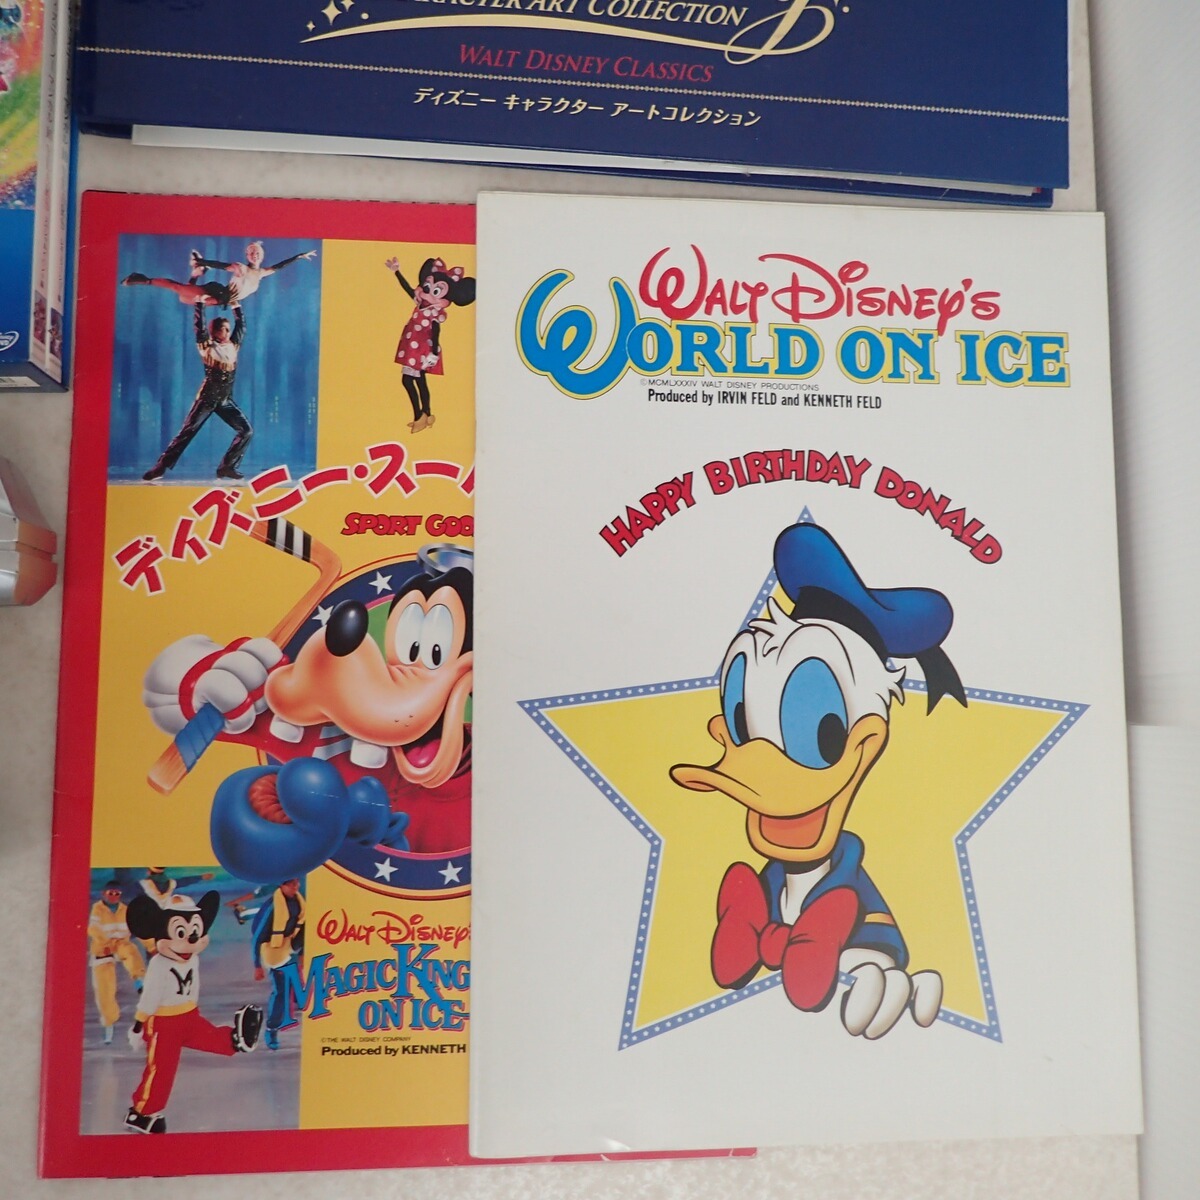 CHARACTER ART COLLECTION
WALT DISNEY CLASSICS
ディズニー キャラクター アートコレクション
WALT DISNEY'S
WORLD ON ICE
©MCMLXXXIV WALT DISNEY PRODUCTIONS
Produced by IRVIN FELD and KENNETH FELD
HAPPY BIRTHDAY DONALD
ディズニー・スー
SPORT GOO
WALT DISNEY'
MAGIC KING
ON ICE
©THE WALT DISNEY COMPANY
Produced by KENNETH